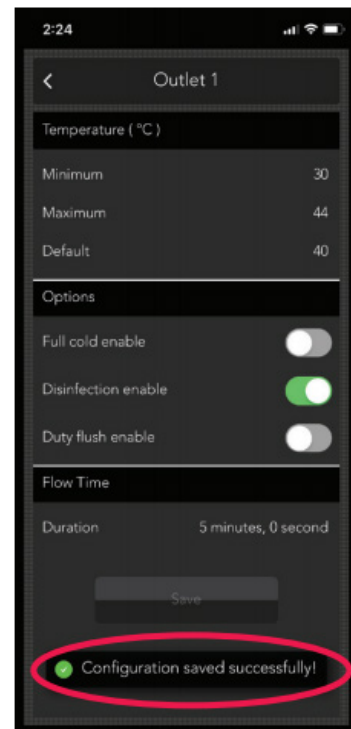 2:24
Outlet 1
Temperature ( °C )
Minimum 30
Maximum 44
Default 40
Options
Full cold enable
Disinfection enable
Duty flush enable
Flow Time
Duration 5 minutes, 0 second
Save
Configuration saved successfully!